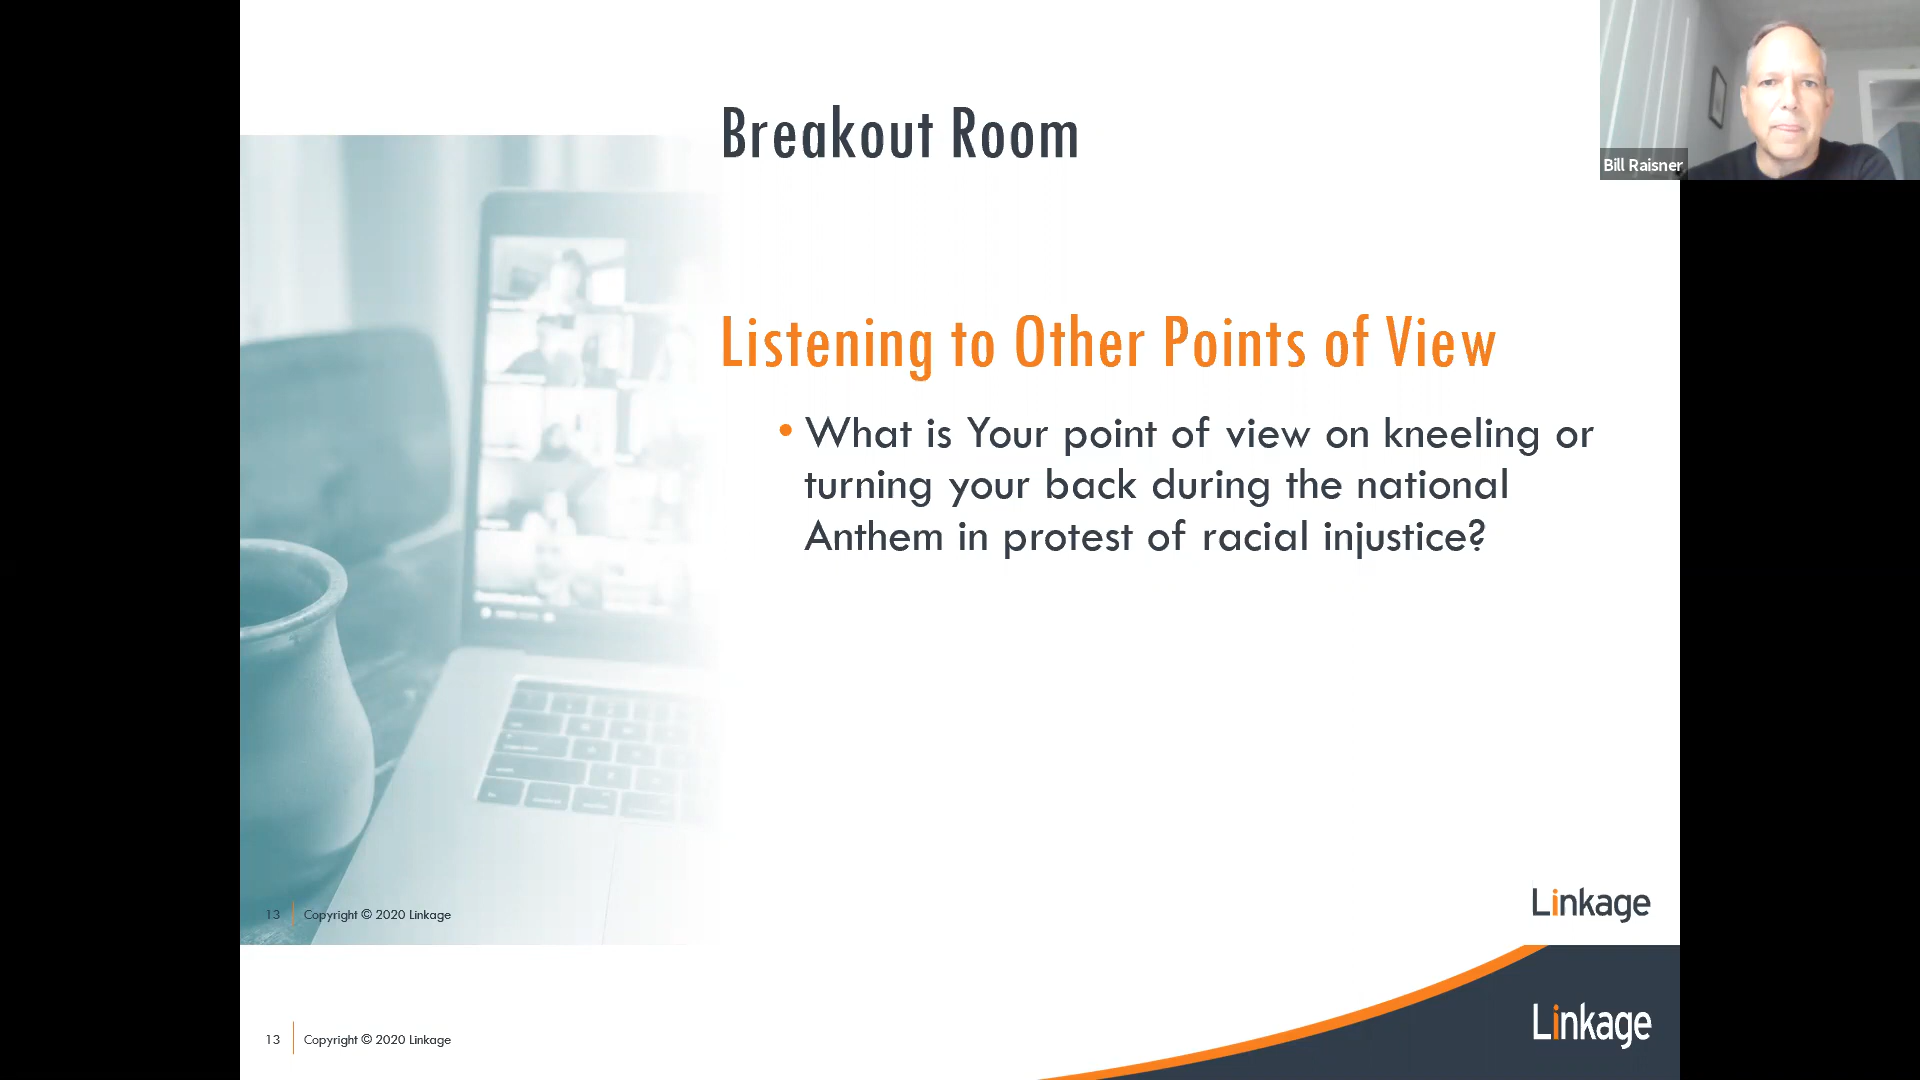 Breakout Room
Bill Raisner
Listening to Other Points of View
• What is Your point of view on kneeling or
turning your back during the national
Anthem in protest of racial injustice?
13 Copyright © 2020 Linkage
Linkage
13 Copyright © 2020 Linkage
Linkage